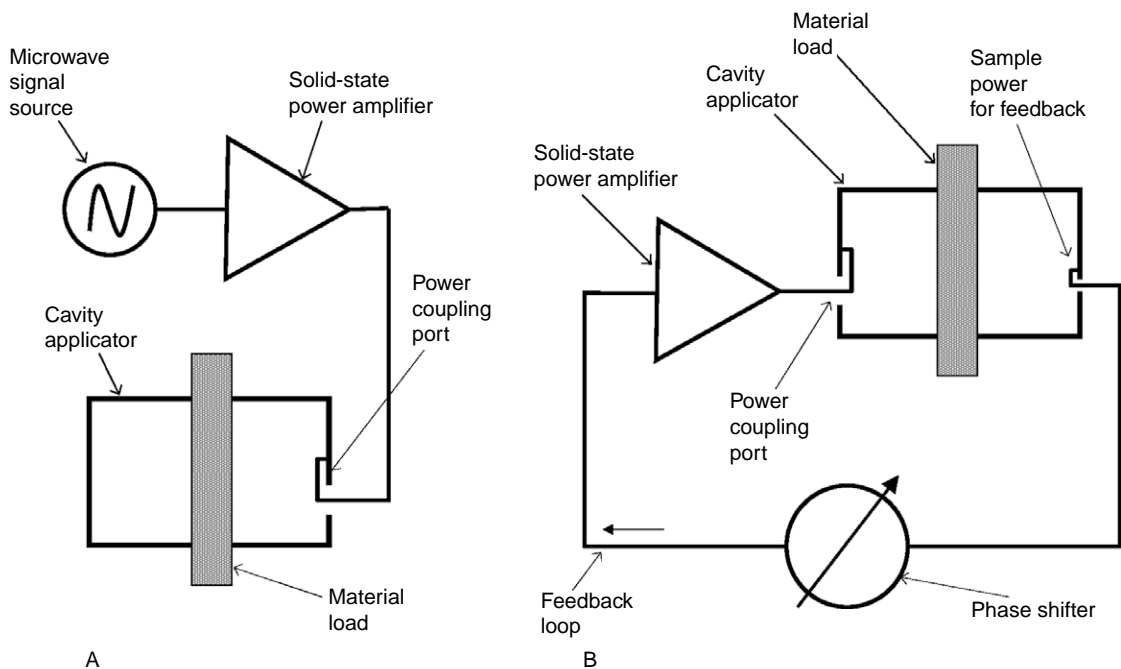 Microwave
signal
source
Solid-state
power amplifier
Power
coupling
port
Cavity
applicator
Material
load
A
Material
load
Cavity
applicator
Sample
power
for feedback
Solid-state
power amplifier
Power
coupling
port
Feedback
loop
Phase shifter
B